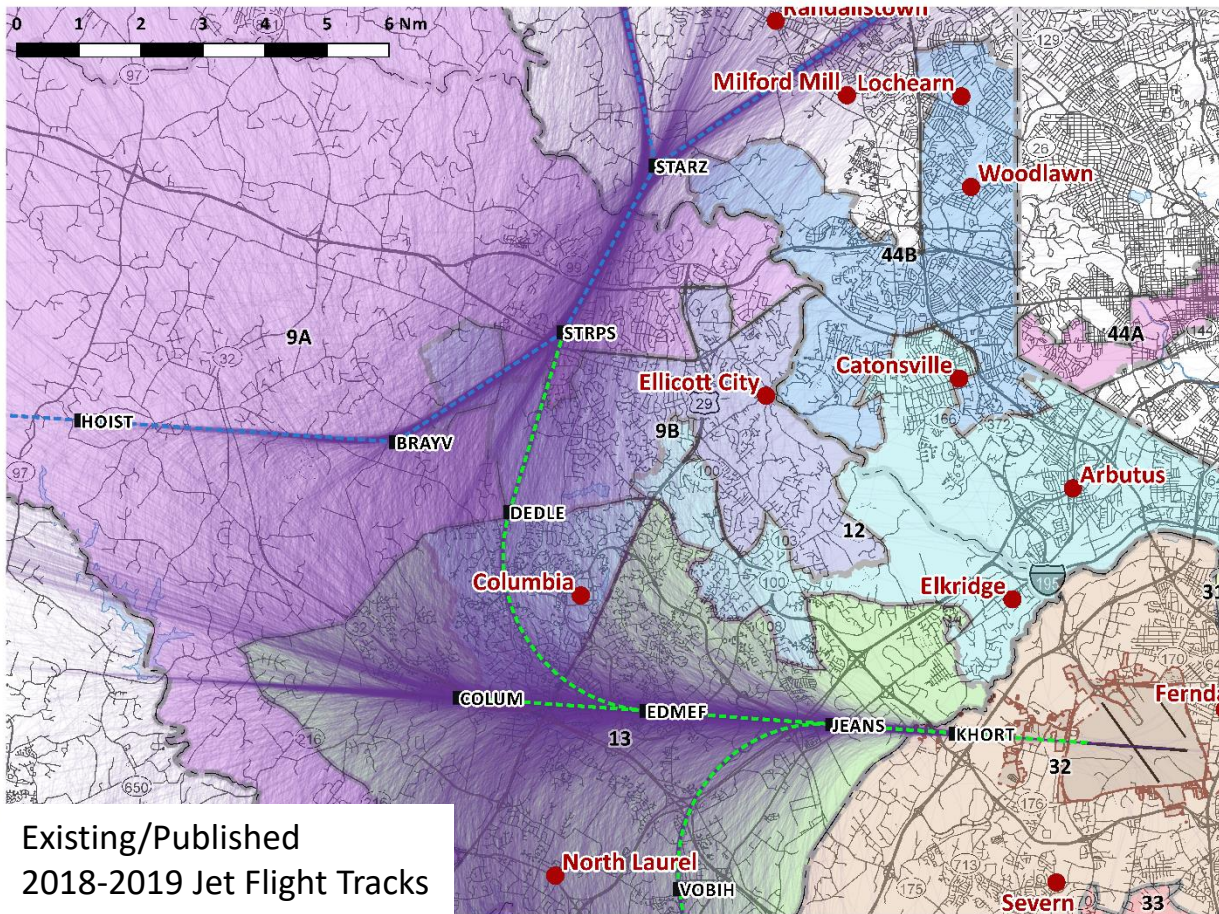 0 1 2 3 4 5 6 Nm
Randallstown
129
97
Milford Mill
Lochearn
26
STARZ
Woodlawn
44B
99
9A
STRPS
44A
144
32
Catonsville
Ellicott City
29
HOIST
9B
166
372
BRAYV
97
100
Arbutus
DEDLE
12
103
Columbia
100
Elkridge
195
31
32
108
170
COLUM
EDMEF
JEANS
KHORT
216
13
32
650
176
Existing/Published
2018-2019 Jet Flight Tracks
North Laurel
713
175
VOBIH
Severn
33